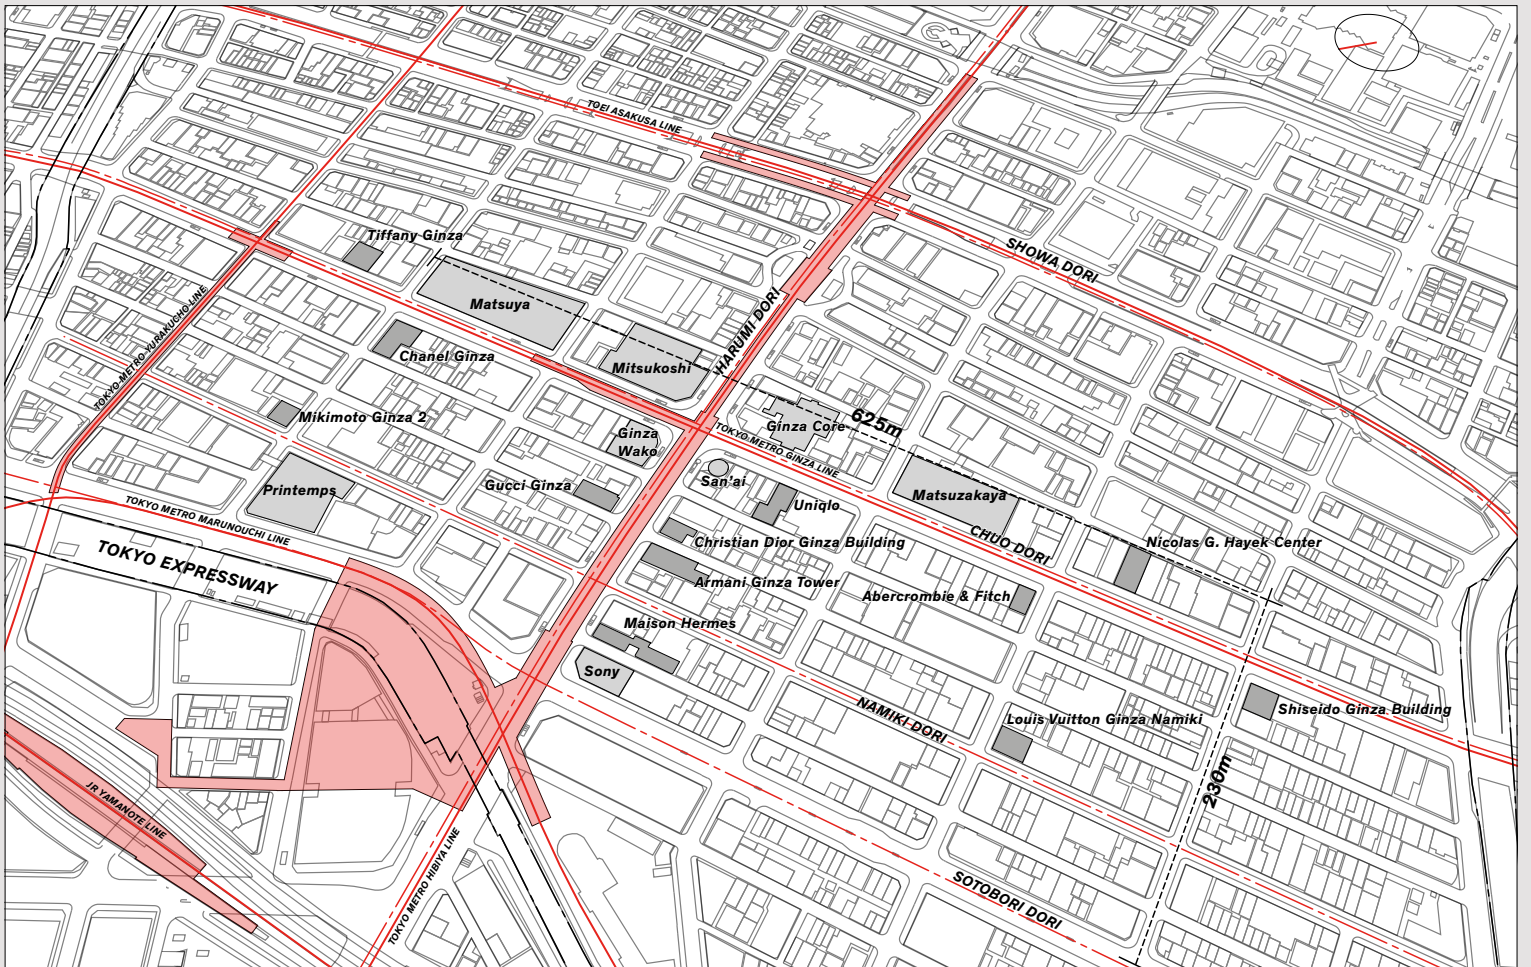 TOEI ASAKUSA LINE
Tiffany Ginza
SHOWA DORI
Matsuya
HARUMI DORI
TOKYO METRO YURAKUCHO LINE
Chanel Ginza
Mitsukoshi
Mikimoto Ginza 2
625m
Ginza Core
Ginza
Wako
TOKYO METRO GINZA LINE
Printemps
Gucci Ginza
San'ai
Uniqlo
Matsuzakaya
TOKYO METRO MARUNOUCHI LINE
CHUO DORI
Christian Dior Ginza Building
Nicolas G. Hayek Center
TOKYO EXPRESSWAY
Armani Ginza Tower
Abercrombie & Fitch
Maison Hermes
Sony
NAMIKI DORI
Louis Vuitton Ginza Namiki
Shiseido Ginza Building
230m
JR YAMANOTE LINE
TOKYO METRO HIBIYA LINE
SOTOBORI DORI